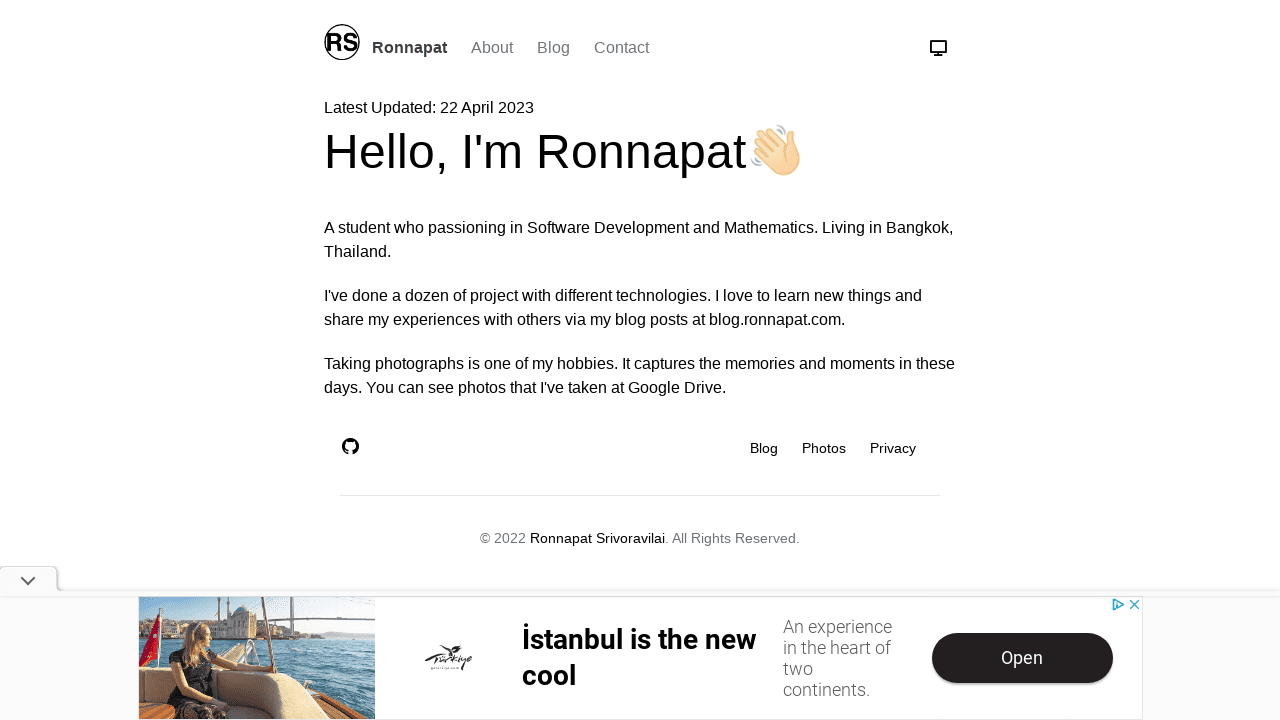 RS
Ronnapat About Blog Contact
Latest Updated: 22 April 2023
Hello, I'm Ronnapat👋🏻
A student who passioning in Software Development and Mathematics. Living in Bangkok,
Thailand.
I've done a dozen of project with different technologies. I love to learn new things and
share my experiences with others via my blog posts at blog.ronnapat.com.
Taking photographs is one of my hobbies. It captures the memories and moments in these
days. You can see photos that I've taken at Google Drive.
Blog Photos Privacy
© 2022 Ronnapat Srivoravilai. All Rights Reserved.
Türkiye
İstanbul is the new
cool
An experience
in the heart of
two
continents.
Open